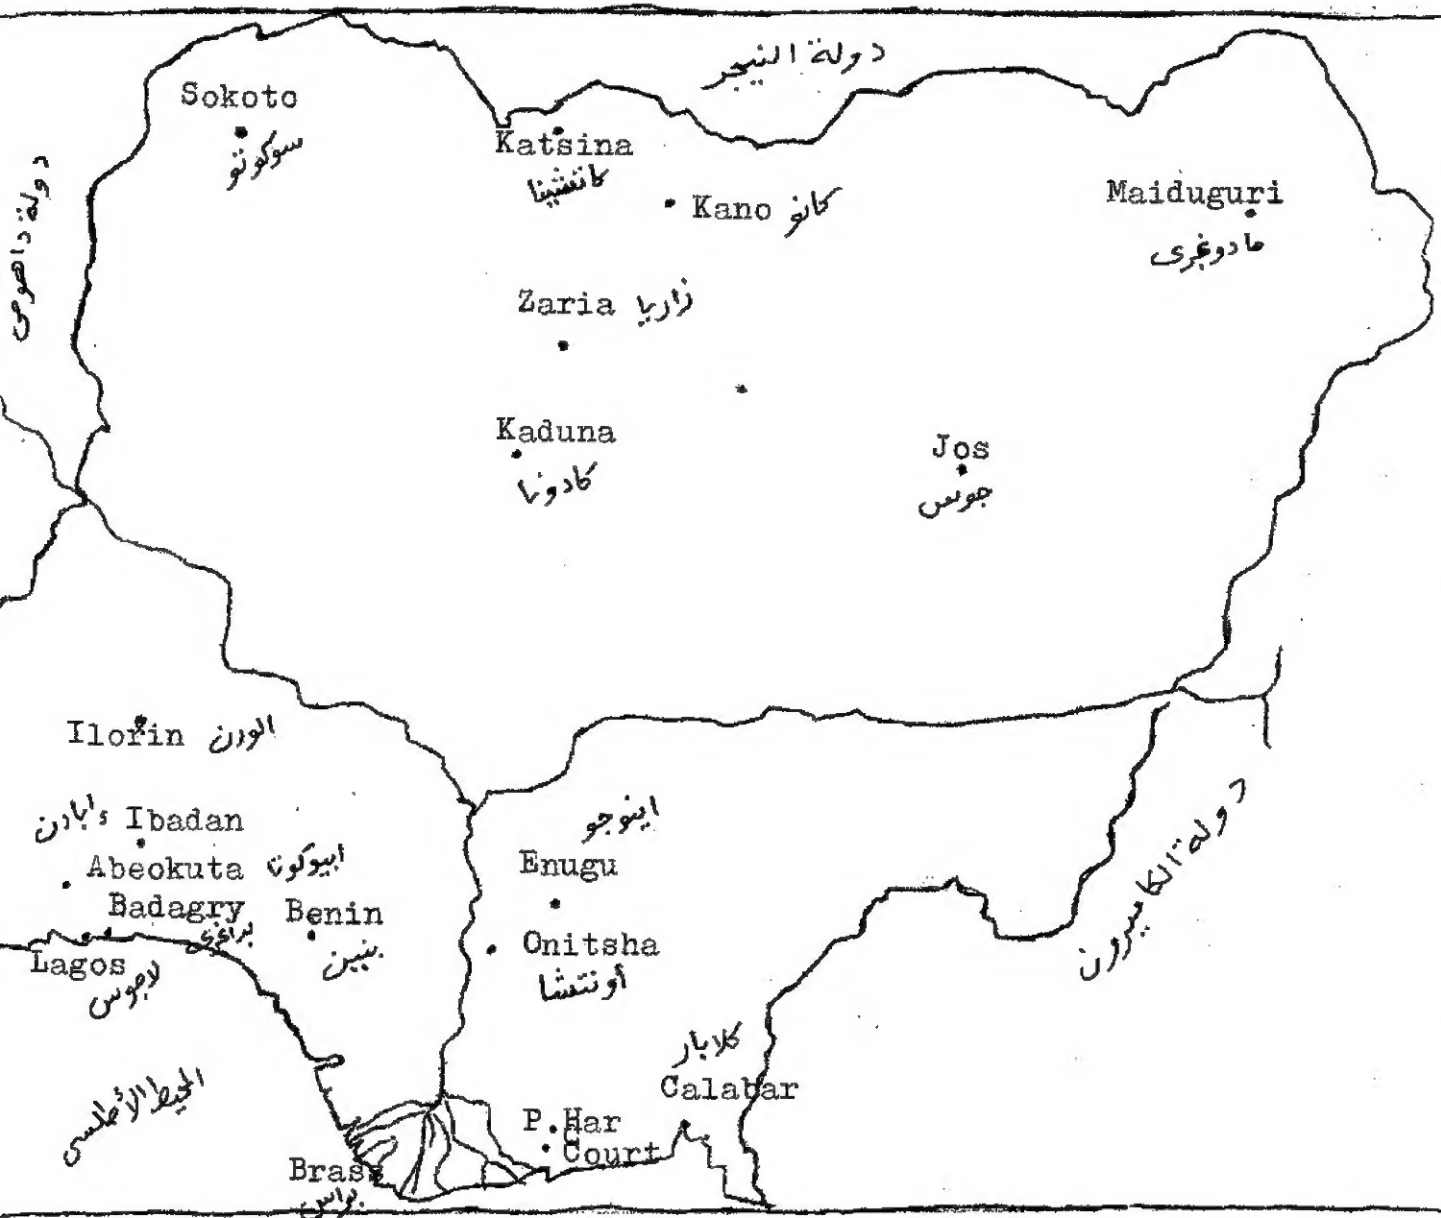 دولة النيجر
Sokoto
سوكوتو
Katsina
كاتشينا
Kano كانو
Maiduguri
مادوغرى
دولة داهومى
Zaria زاريا
Kaduna
كادونا
Jos
جوس
Ilorin الورن
Ibadan
Abeokuta ابيوكوتا
Badagry
Benin
بنين
Lagos
لاجوس
اينوجو
Enugu
Onitsha
أونتشا
دولة الكاميرون
كلابار
Calabar
المحيط الأطلسى
P.Har
Court
Brass
براس